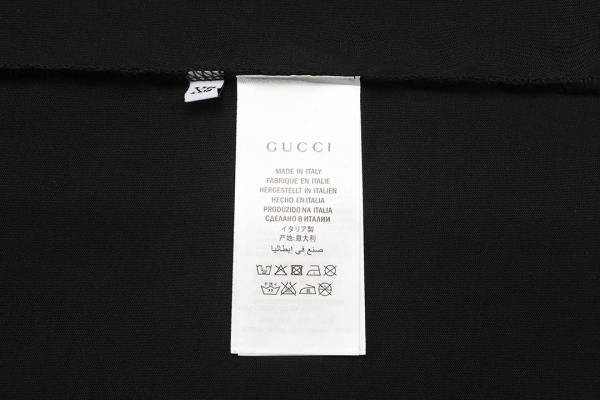 XS
GUCCI
MADE IN ITALY
FABRIQUE EN ITALIE
HERGESTELLT IN ITALIEN
HECHO EN ITALIA
PRODUZIDO NA ITALIA
СДЕЛАНО В ИТАЛИИ
イタリア製
产地:意大利
صنع في إيطاليا